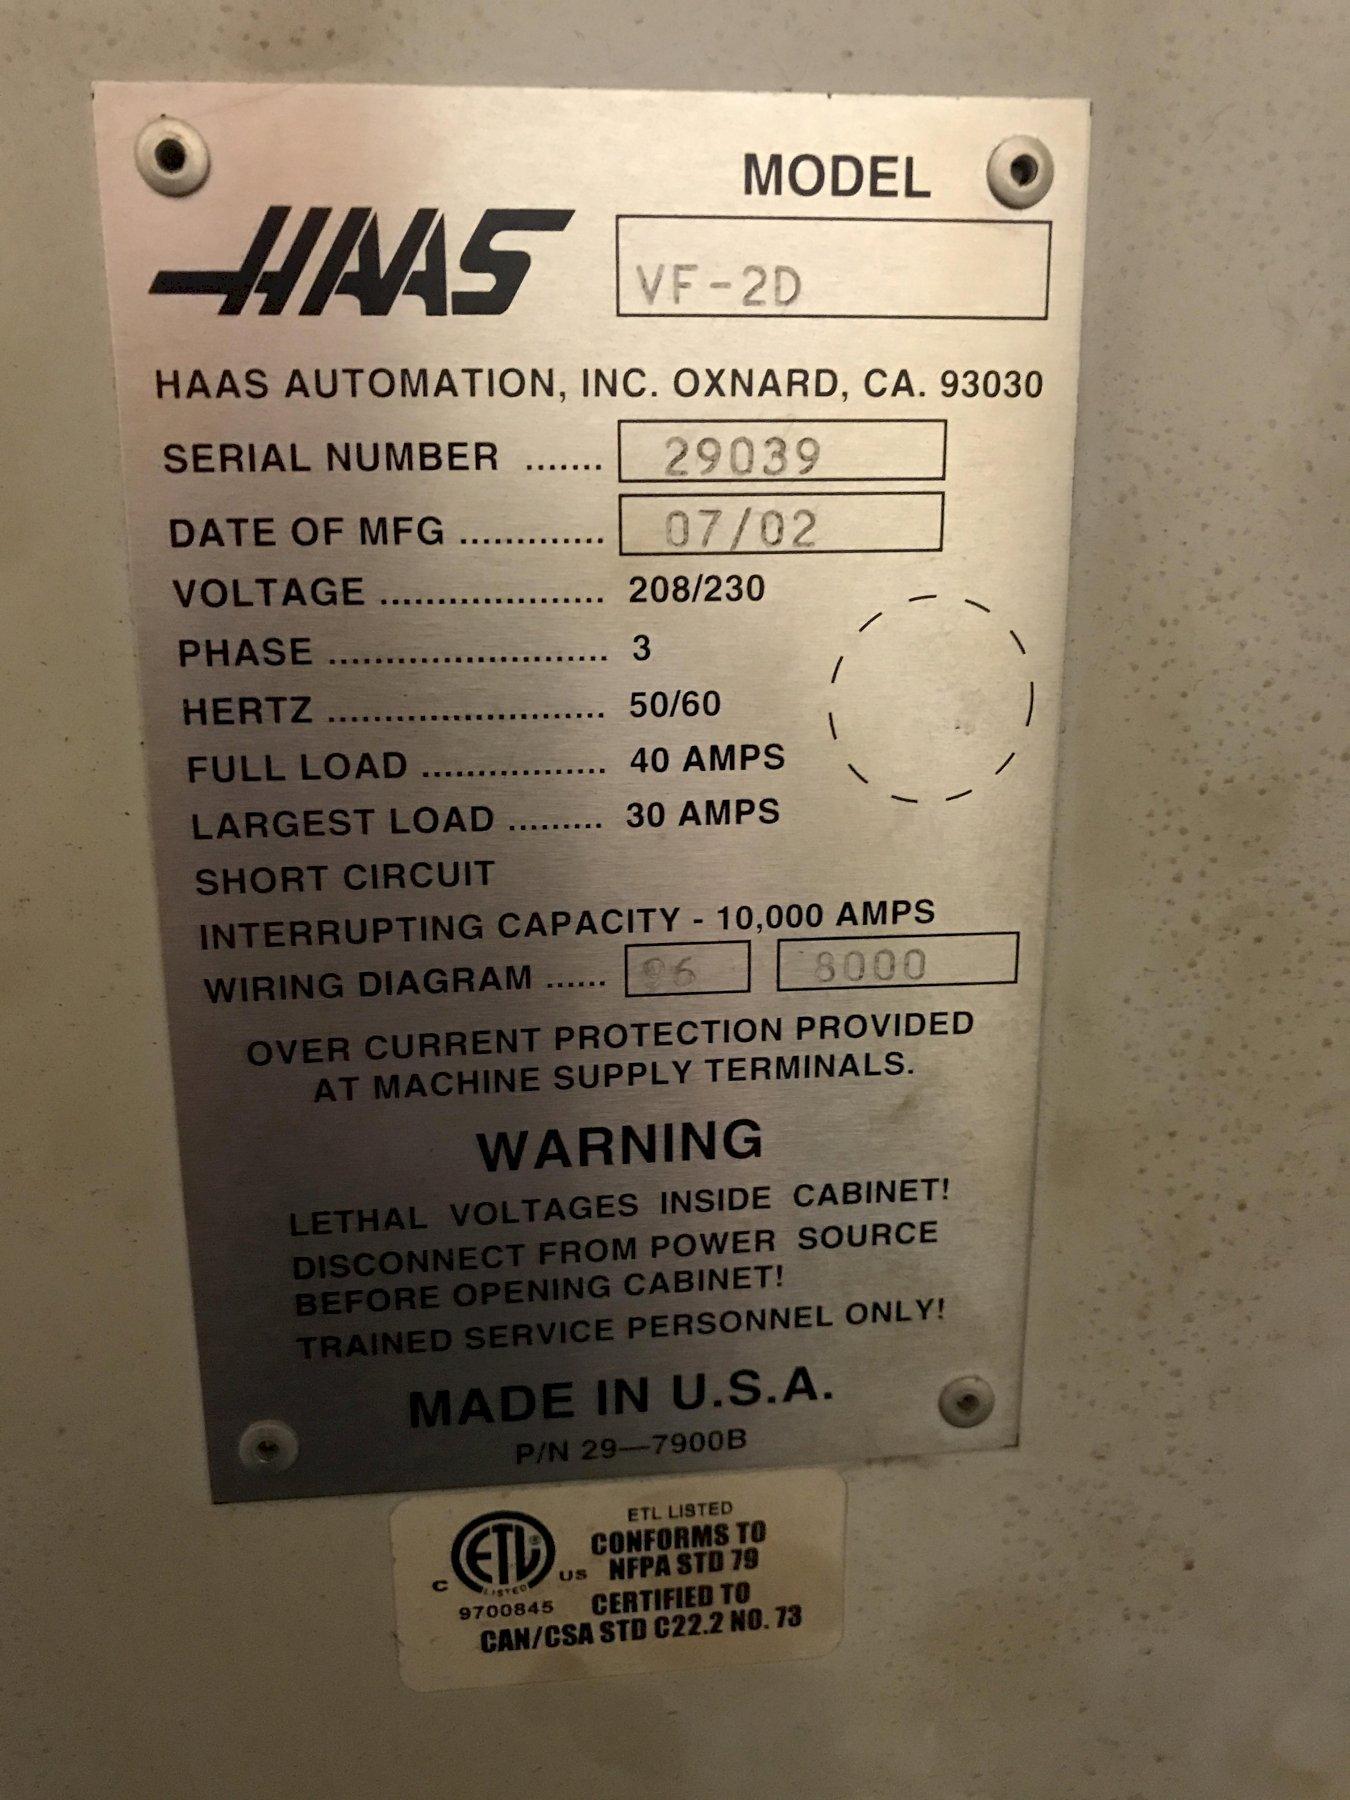 MODEL
HAAS
VF-2D
HAAS AUTOMATION, INC. OXNARD, CA. 93030
SERIAL NUMBER ....... 29039
DATE OF MFG ............. 07/02
VOLTAGE .................... 208/230
PHASE ......................... 3
HERTZ ......................... 50/60
FULL LOAD ................. 40 AMPS
LARGEST LOAD ......... 30 AMPS
SHORT CIRCUIT
INTERRUPTING CAPACITY - 10,000 AMPS
WIRING DIAGRAM ...... 96 8000
OVER CURRENT PROTECTION PROVIDED
AT MACHINE SUPPLY TERMINALS.
WARNING
LETHAL VOLTAGES INSIDE CABINET!
DISCONNECT FROM POWER SOURCE
BEFORE OPENING CABINET!
TRAINED SERVICE PERSONNEL ONLY!
MADE IN U.S.A.
P/N 29—7900B
ETL LISTED
CONFORMS TO
NFPA STD 79
C ETL® LISTED US
9700845
CERTIFIED TO
CAN/CSA STD C22.2 NO. 73